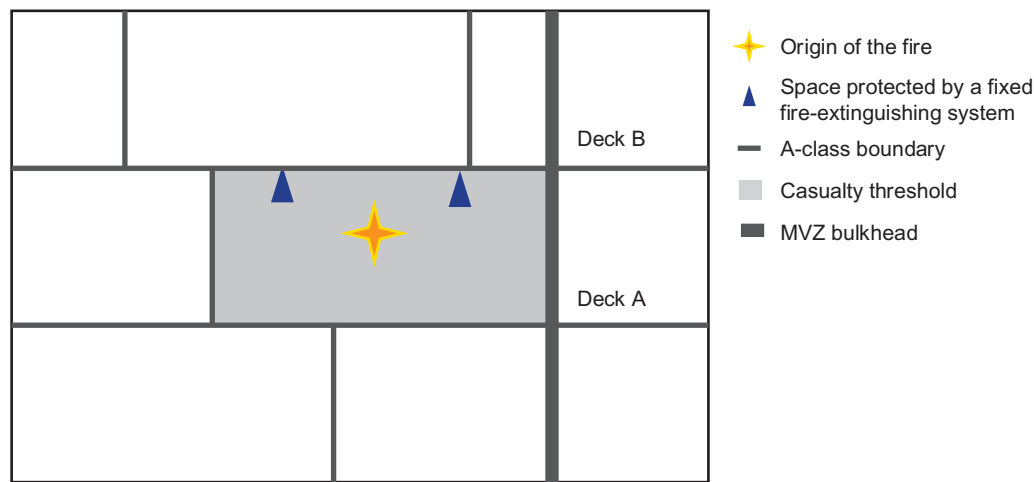 Origin of the fire
Space protected by a fixed
fire-extinguishing system
Deck B
A-class boundary
Casualty threshold
MVZ bulkhead
Deck A